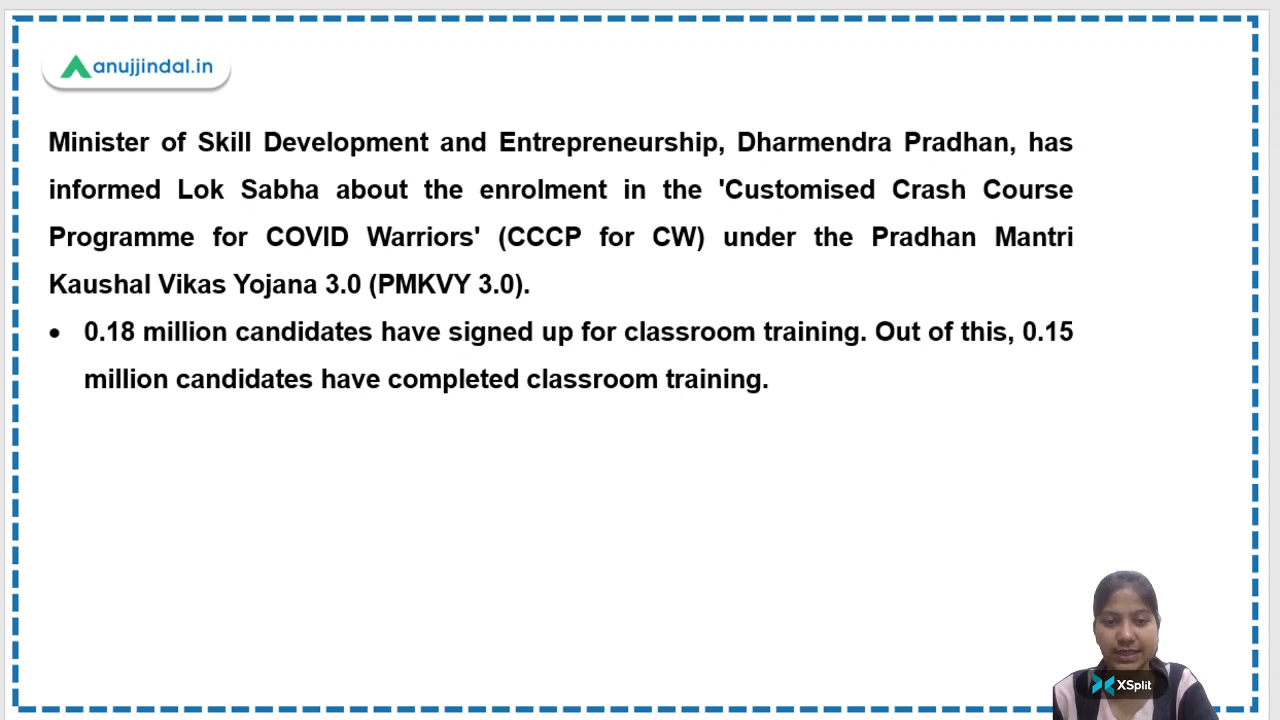 anujjindal.in
Minister of Skill Development and Entrepreneurship, Dharmendra Pradhan, has
informed Lok Sabha about the enrolment in the 'Customised Crash Course
Programme for COVID Warriors' (CCCP for CW) under the Pradhan Mantri
Kaushal Vikas Yojana 3.0 (PMKVY 3.0).
• 0.18 million candidates have signed up for classroom training. Out of this, 0.15
million candidates have completed classroom training.
XSplit